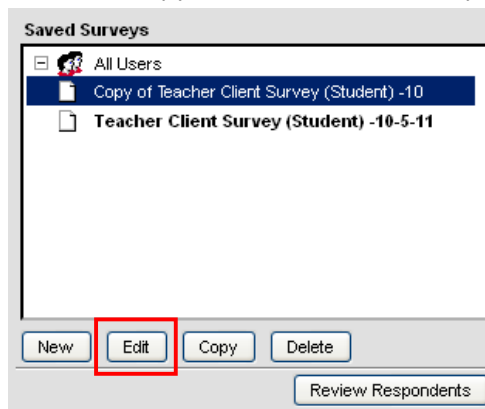 Saved Surveys
All Users
Copy of Teacher Client Survey (Student) -10
Teacher Client Survey (Student) -10-5-11
New Edit Copy Delete
Review Respondents